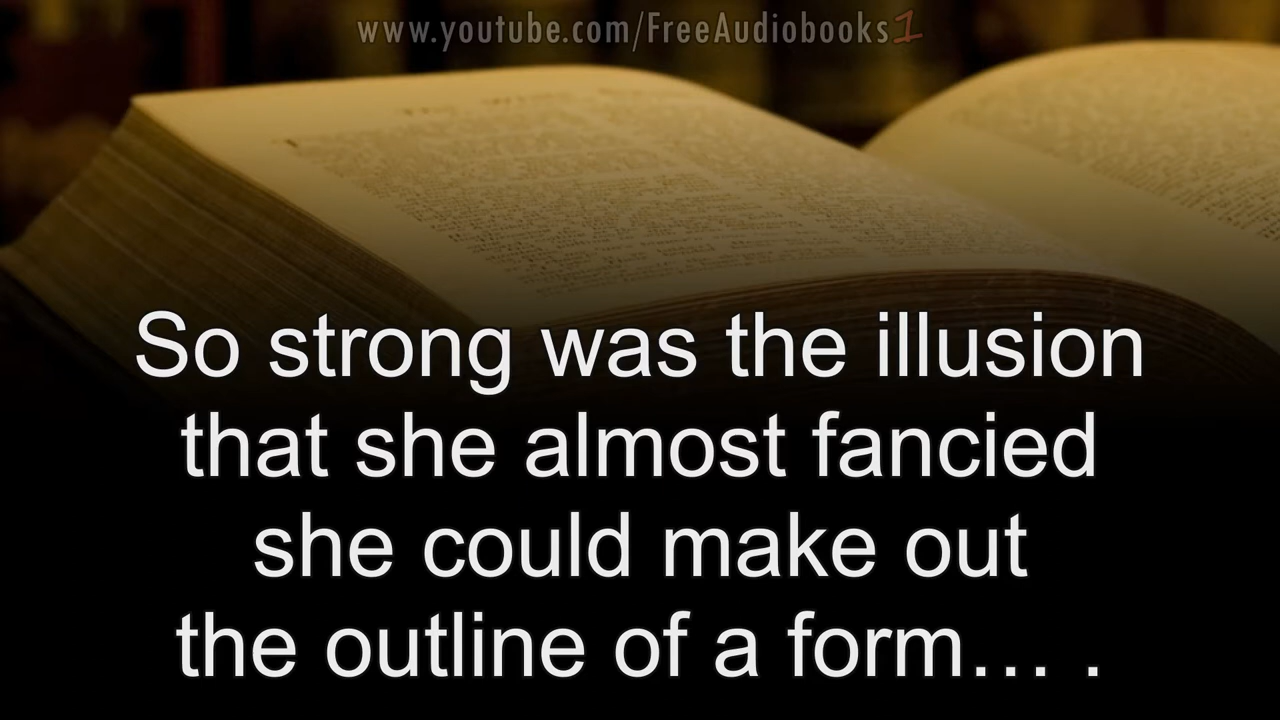 www.youtube.com/FreeAudiobooks1
So strong was the illusion
that she almost fancied
she could make out
the outline of a form… .